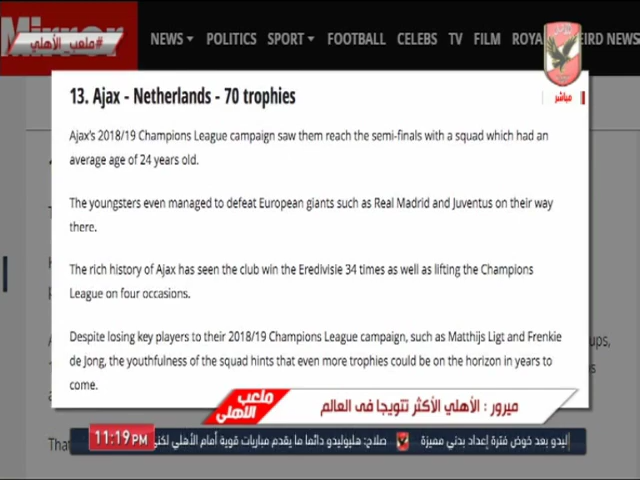 Mirror
#ملعب_الأهلي
NEWS POLITICS SPORT FOOTBALL CELEBS TV FILM ROYA EIRD NEWS
مباشر
13. Ajax - Netherlands - 70 trophies
Ajax's 2018/19 Champions League campaign saw them reach the semi-finals with a squad which had an
average age of 24 years old.
The youngsters even managed to defeat European giants such as Real Madrid and Juventus on their way
there.
The rich history of Ajax has seen the club win the Eredivisie 34 times as well as lifting the Champions
League on four occasions.
Despite losing key players to their 2018/19 Champions League campaign, such as Matthijs Ligt and Frenkie
de Jong, the youthfulness of the squad hints that even more trophies could be on the horizon in years to
come.
ups,
ملعب الأهلي
ميرور : الأهلي الأكثر تتويجا فى العالم
That
11:19 PM
ليدو بعد خوض فترة إعداد بدني مميزة صلاح: هليوليدو دائما ما يقدم مباريات قوية أمام الأهلي لكن